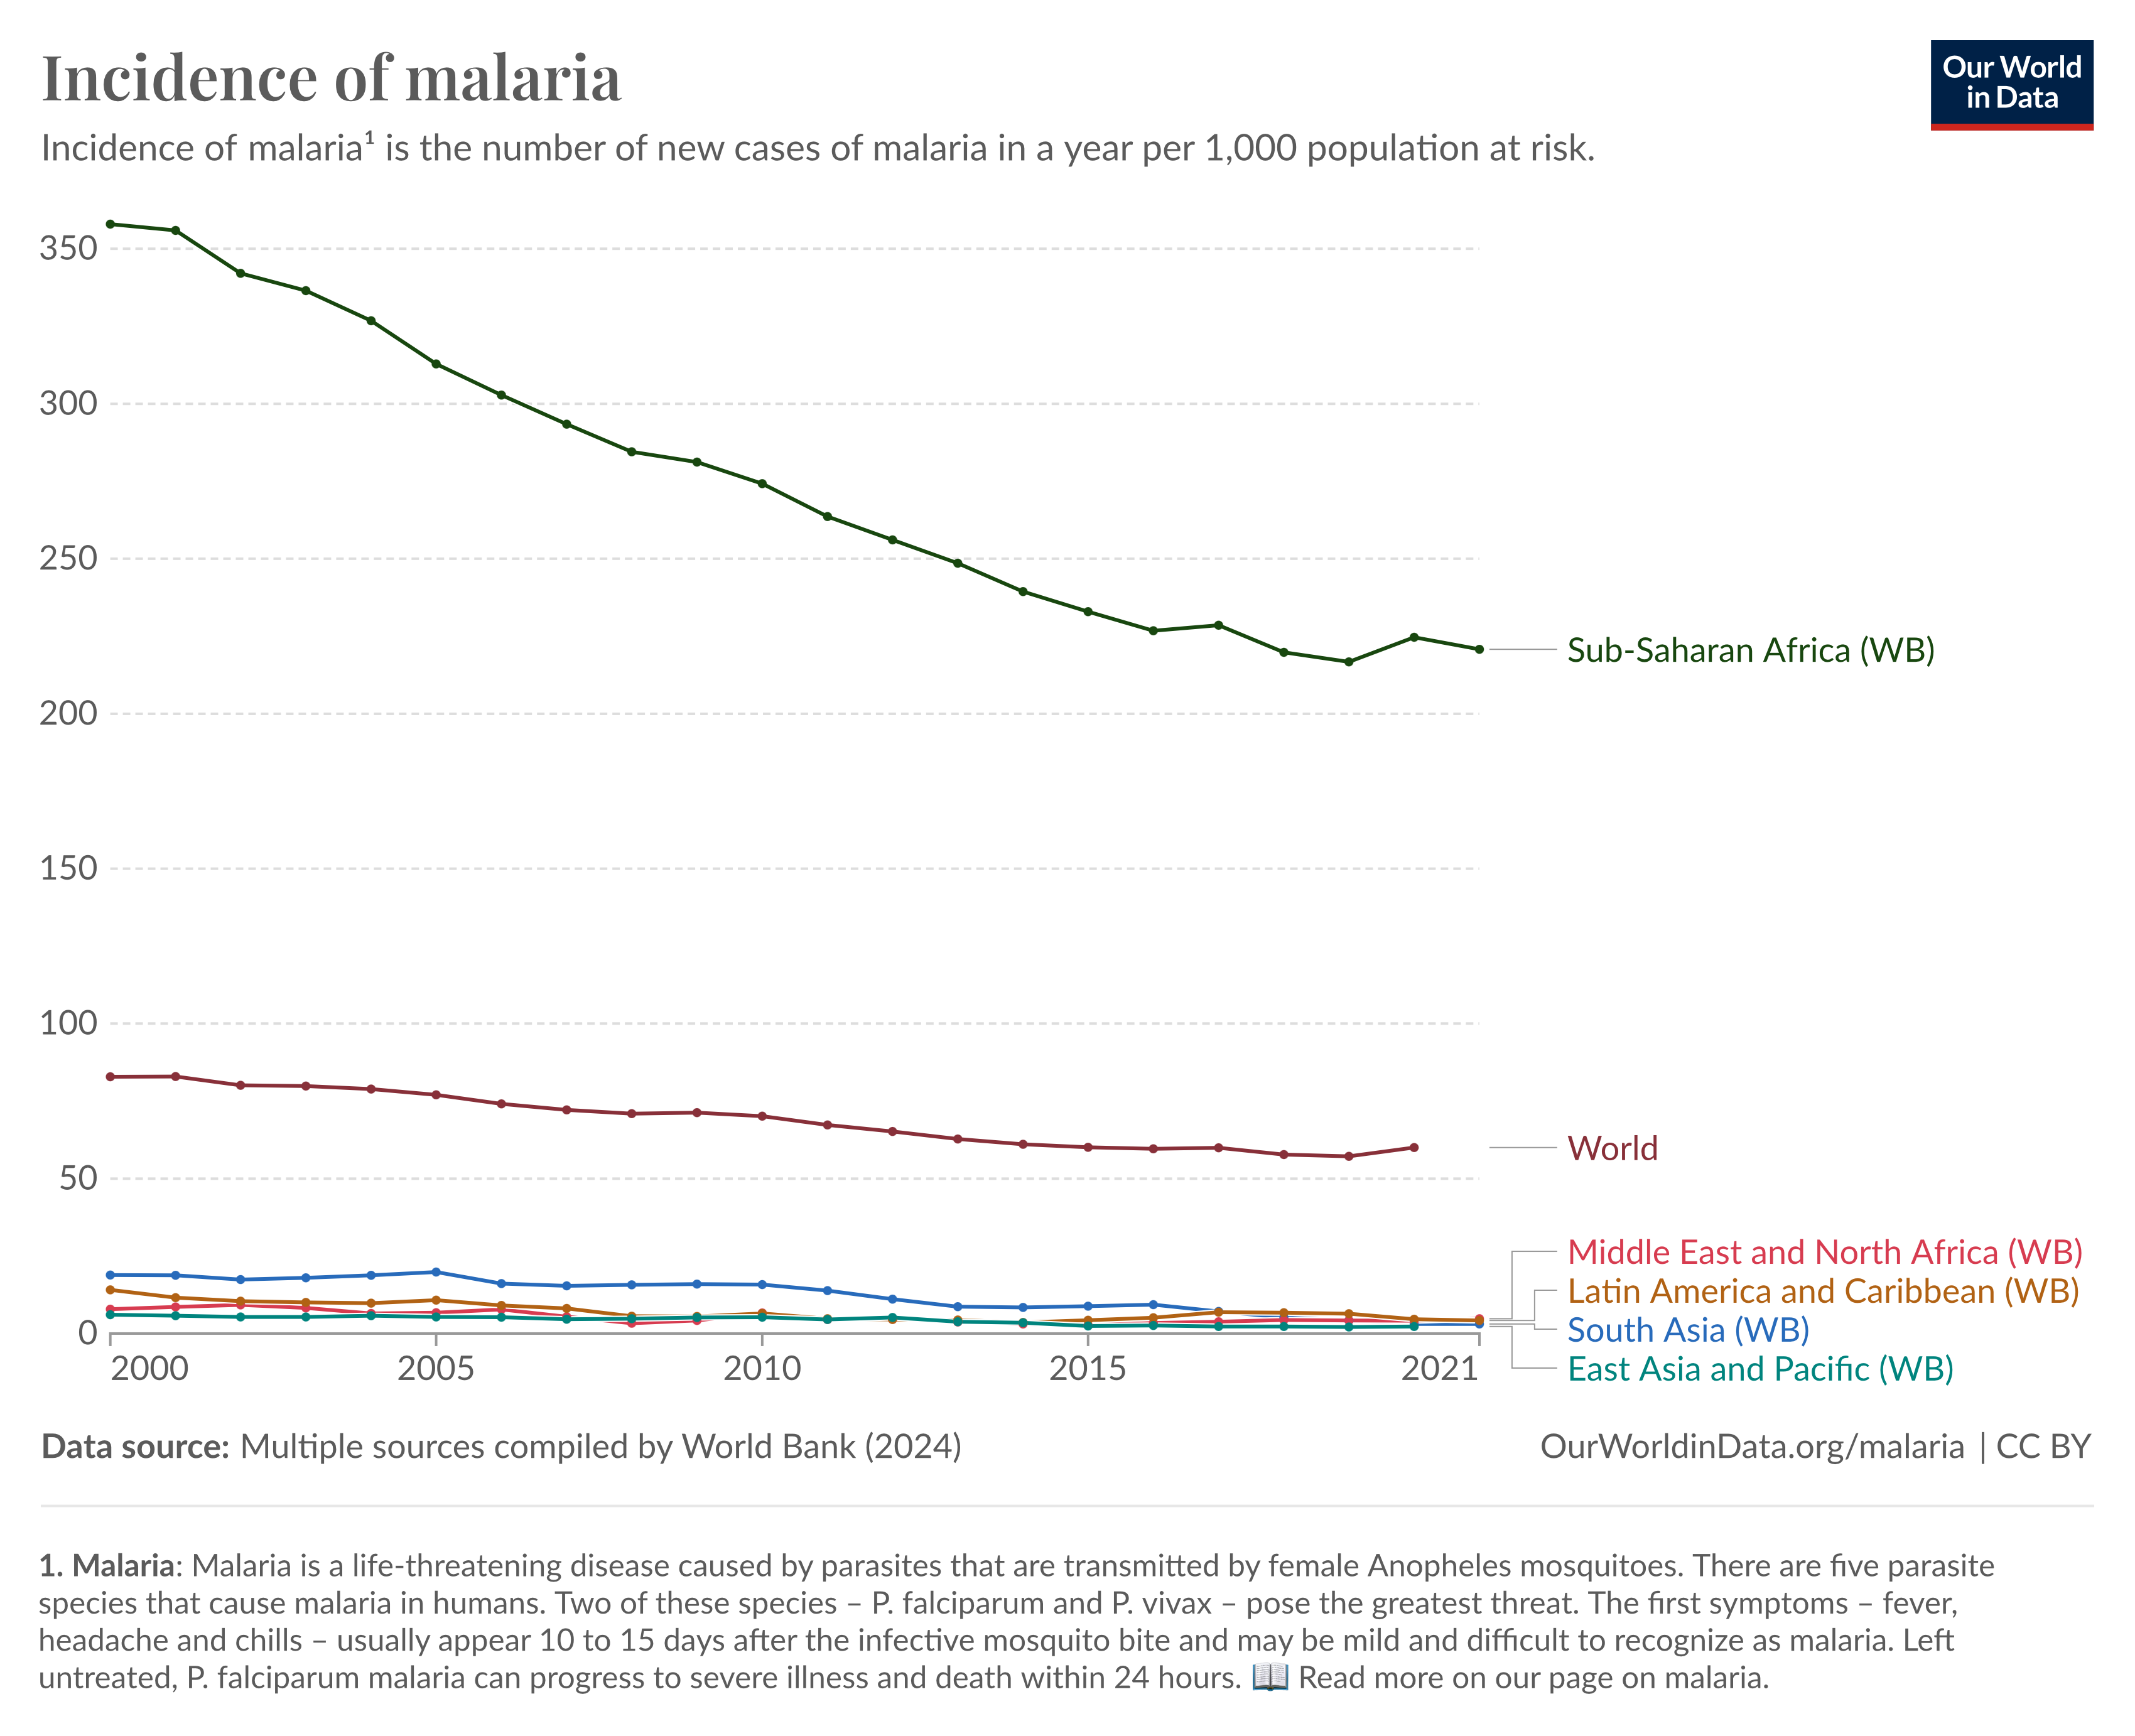 Incidence of malaria
Our World
in Data
Incidence of malaria¹ is the number of new cases of malaria in a year per 1,000 population at risk.
350
300
250
200
150
100
50
0
Sub-Saharan Africa (WB)
World
Middle East and North Africa (WB)
Latin America and Caribbean (WB)
South Asia (WB)
East Asia and Pacific (WB)
2000 2005 2010 2015 2021
Data source: Multiple sources compiled by World Bank (2024)
OurWorldinData.org/malaria | CC BY
1. Malaria: Malaria is a life-threatening disease caused by parasites that are transmitted by female Anopheles mosquitoes. There are five parasite
species that cause malaria in humans. Two of these species – P. falciparum and P. vivax – pose the greatest threat. The first symptoms – fever,
headache and chills – usually appear 10 to 15 days after the infective mosquito bite and may be mild and difficult to recognize as malaria. Left
untreated, P. falciparum malaria can progress to severe illness and death within 24 hours. 📖 Read more on our page on malaria.